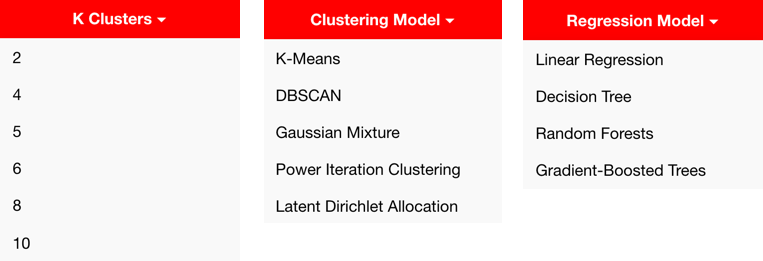 K Clusters
2
4
5
6
8
10
Clustering Model
K-Means
DBSCAN
Gaussian Mixture
Power Iteration Clustering
Latent Dirichlet Allocation
Regression Model
Linear Regression
Decision Tree
Random Forests
Gradient-Boosted Trees